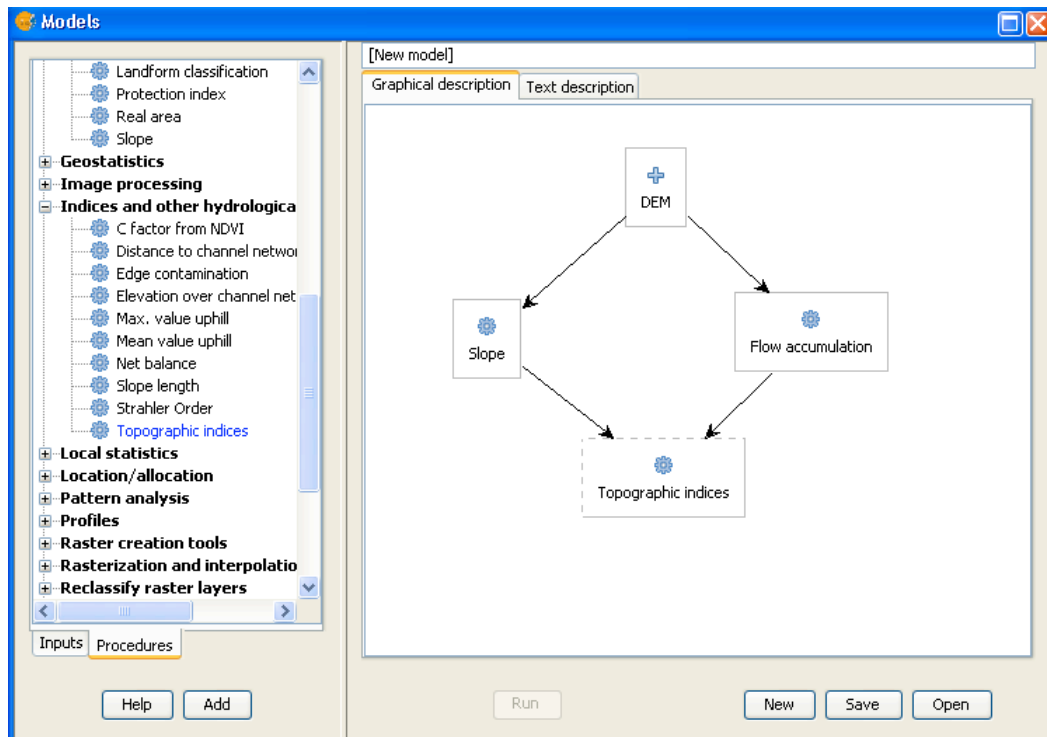 Models
Landform classification
Protection index
Real area
Slope
Geostatistics
Image processing
Indices and other hydrologica
C factor from NDVI
Distance to channel networ
Edge contamination
Elevation over channel net
Max. value uphill
Mean value uphill
Net balance
Slope length
Strahler Order
Topographic indices
Local statistics
Location/allocation
Pattern analysis
Profiles
Raster creation tools
Rasterization and interpolatio
Reclassify raster layers
Inputs Procedures
Help Add
[New model]
Graphical description Text description
DEM
Slope
Flow accumulation
Topographic indices
Run New Save Open